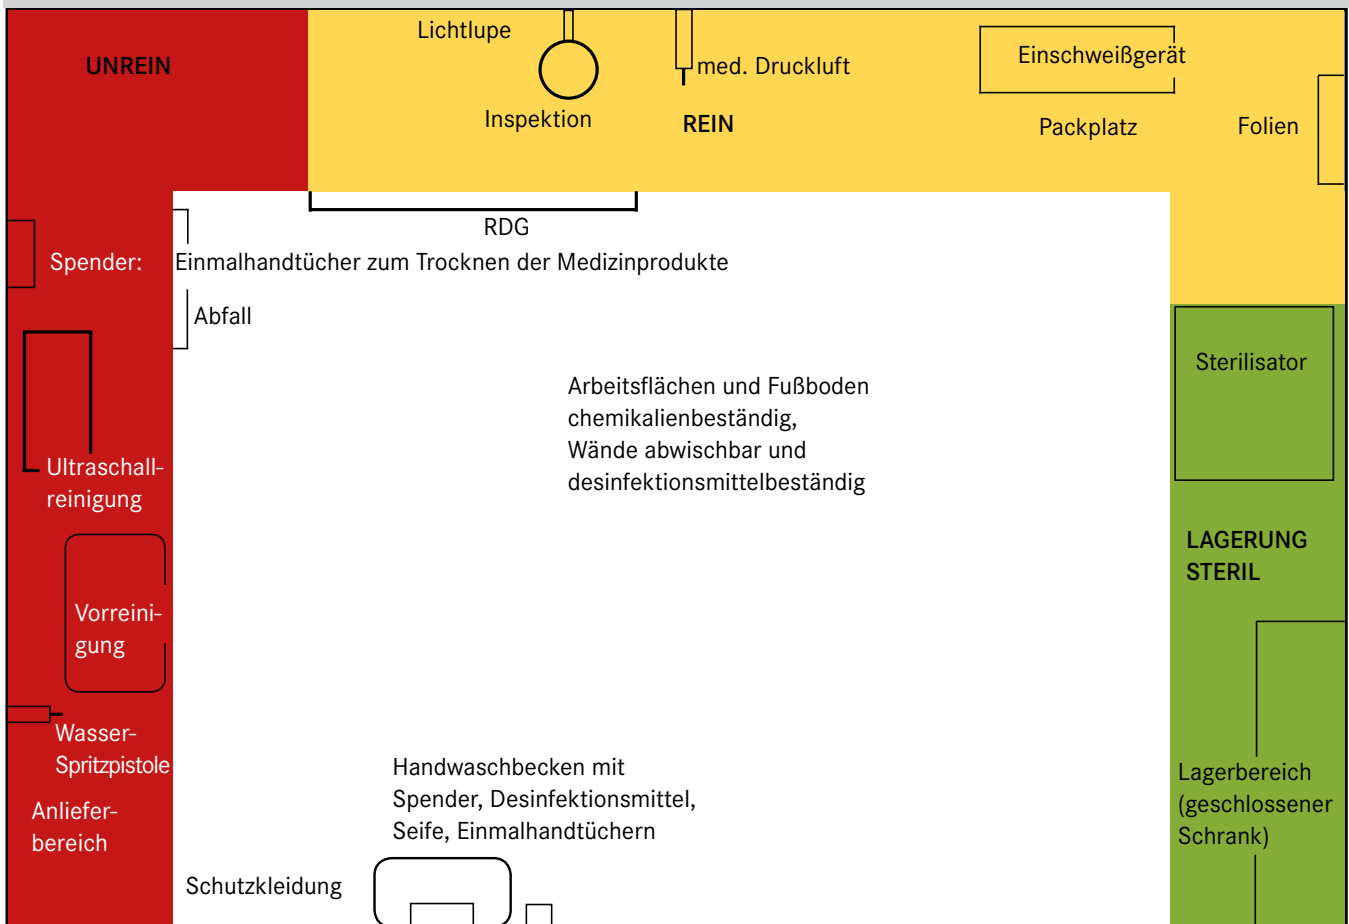 Lichtlupe
UNREIN
med. Druckluft
Einschweißgerät
Inspektion
REIN
Packplatz
Folien
RDG
Spender: Einmalhandtücher zum Trocknen der Medizinprodukte
Abfall
Sterilisator
Arbeitsflächen und Fußboden
chemikalienbeständig,
Wände abwischbar und
desinfektionsmittelbeständig
Ultraschall-
reinigung
LAGERUNG
STERIL
Vorreini-
gung
Wasser-
Spritzpistole
Anliefer-
bereich
Handwaschbecken mit
Spender, Desinfektionsmittel,
Seife, Einmalhandtüchern
Lagerbereich
(geschlossener
Schrank)
Schutzkleidung